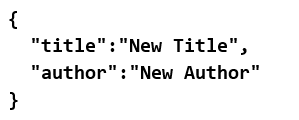 {
  "title":"New Title",
  "author":"New Author"
}